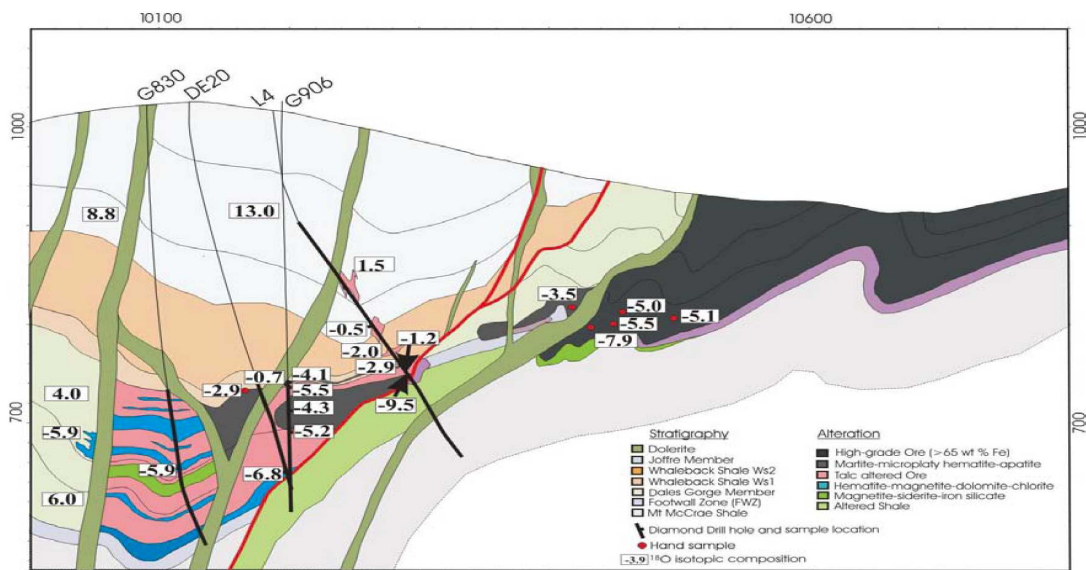 10100 10600
G830
DE20
L4
G906
1000 1000
8.8
13.0
1.5
-3.5
-5.0
-5.1
-5.5
-7.9
-0.5
-1.2
-2.0
-2.9
-0.7
-4.1
-2.9
-5.5
4.0
-4.3
-9.5
700 700
-5.9
-5.2
-5.9
-6.8
6.0
Stratigraphy
Dolerite
Joffre Member
Whaleback Shale Ws2
Whaleback Shale Ws1
Dales Gorge Member
Footwall Zone (FWZ)
Mt McCrae Shale
Alteration
High-grade Ore (>65 wt % Fe)
Martite-microplaty hematite-apatite
Talc altered Ore
Hematite-magnetite-dolomite-chlorite
Magnetite-siderite-iron silicate
Altered Shale
Diamond Drill hole and sample location
Hand sample
-3.9 ¹⁸O isotopic composition